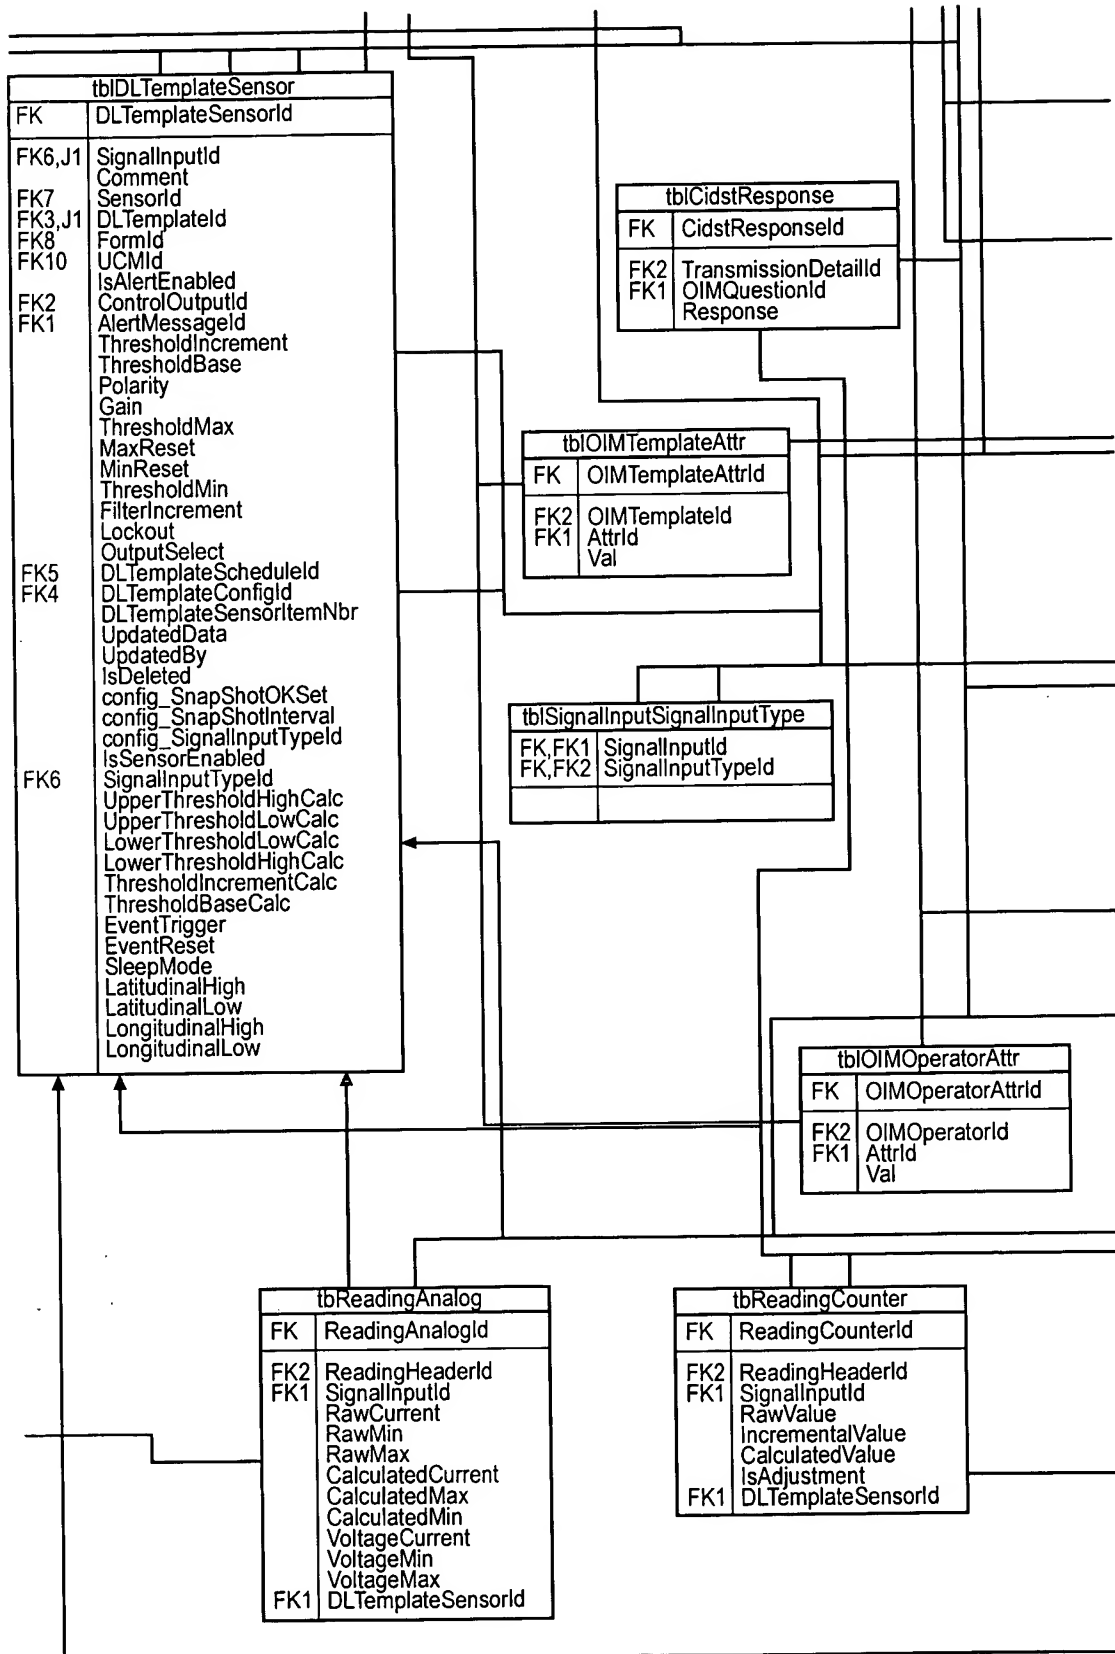 tblDLTemplateSensor
FK DLTemplateSensorId
FK6,J1 SignalInputId
Comment
FK7 SensorId
FK3,J1 DLTemplateId
FK8 FormId
FK10 UCMId
IsAlertEnabled
FK2 ControlOutputId
FK1 AlertMessageId
ThresholdIncrement
ThresholdBase
Polarity
Gain
ThresholdMax
MaxReset
MinReset
ThresholdMin
FilterIncrement
Lockout
OutputSelect
FK5 DLTemplateScheduleId
FK4 DLTemplateConfigId
DLTemplateSensorItemNbr
UpdatedData
UpdatedBy
IsDeleted
config_SnapShotOKSet
config_SnapShotInterval
config_SignalInputTypeId
IsSensorEnabled
FK6 SignalInputTypeId
UpperThresholdHighCalc
UpperThresholdLowCalc
LowerThresholdLowCalc
LowerThresholdHighCalc
ThresholdIncrementCalc
ThresholdBaseCalc
EventTrigger
EventReset
SleepMode
LatitudinalHigh
LatitudinalLow
LongitudinalHigh
LongitudinalLow
tblCidstResponse
FK CidstResponseId
FK2 TransmissionDetailId
FK1 OIMQuestionId
Response
tblOIMTemplateAttr
FK OIMTemplateAttrId
FK2 OIMTemplateId
FK1 AttrId
Val
tblSignalInputSignalInputType
FK,FK1 SignalInputId
FK,FK2 SignalInputTypeId
tblOIMOperatorAttr
FK OIMOperatorAttrId
FK2 OIMOperatorId
FK1 AttrId
Val
tbReadingAnalog
FK ReadingAnalogId
FK2 ReadingHeaderId
FK1 SignalInputId
RawCurrent
RawMin
RawMax
CalculatedCurrent
CalculatedMax
CalculatedMin
VoltageCurrent
VoltageMin
VoltageMax
FK1 DLTemplateSensorId
tbReadingCounter
FK ReadingCounterId
FK2 ReadingHeaderId
FK1 SignalInputId
RawValue
IncrementalValue
CalculatedValue
IsAdjustment
FK1 DLTemplateSensorId